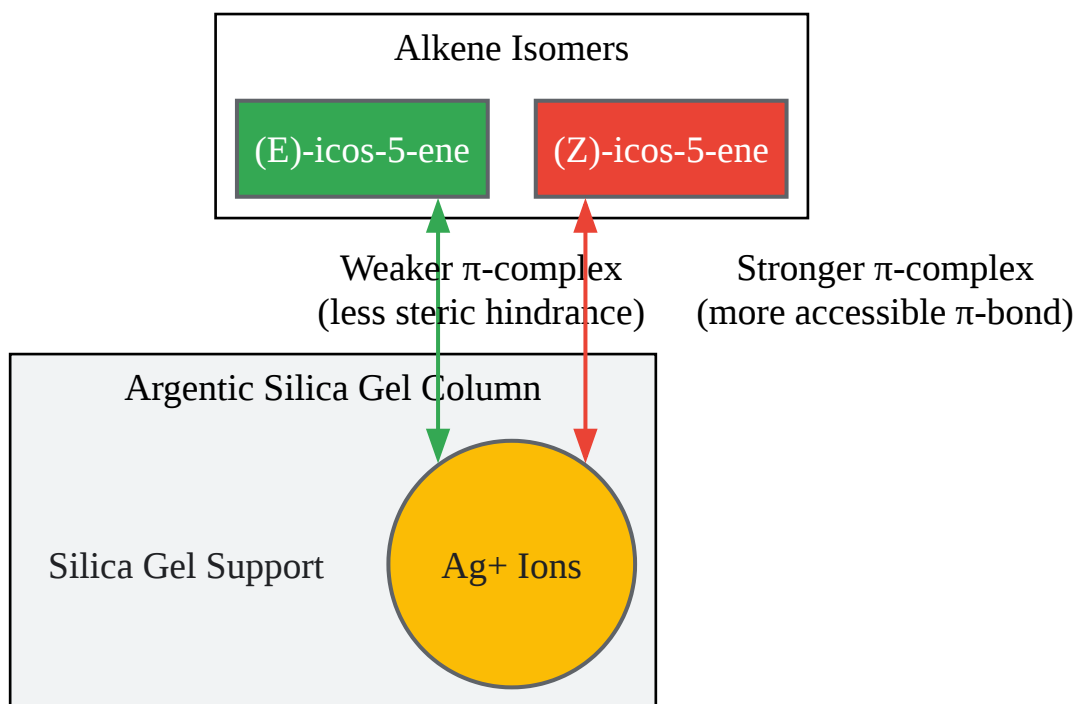 Alkene Isomers
(E)-icos-5-ene
(Z)-icos-5-ene
Weaker π-complex
(less steric hindrance)
Stronger π-complex
(more accessible π-bond)
Argentic Silica Gel Column
Silica Gel Support
Ag+ Ions